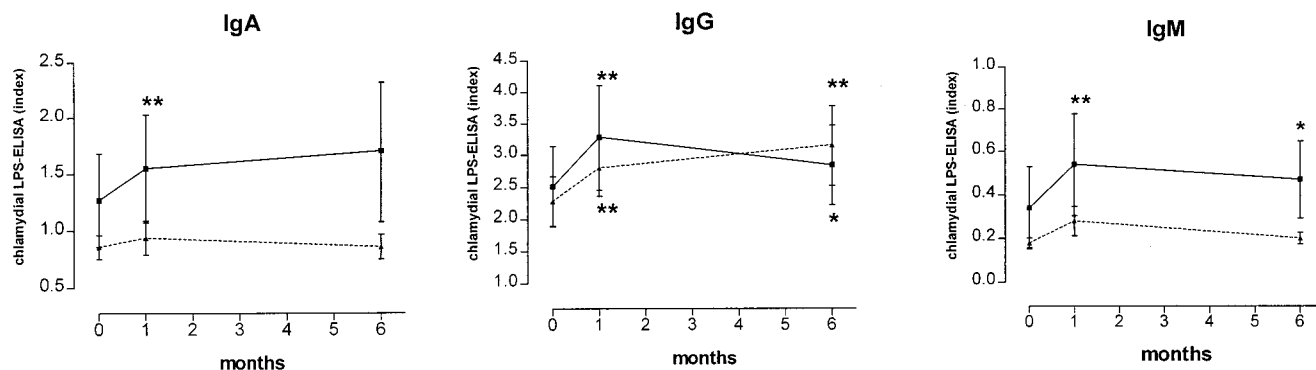 IgA
chlamydial LPS-ELISA (index)
2.5
2.0
1.5
1.0
0.5
**
0 1 2 3 4 5 6
months
IgG
chlamydial LPS-ELISA (index)
4.5
4.0
3.5
3.0
2.5
2.0
1.5
1.0
**
**
**
*
0 1 2 3 4 5 6
months
IgM
chlamydial LPS-ELISA (index)
1.0
0.8
0.6
0.4
0.2
0.0
**
*
0 1 2 3 4 5 6
months